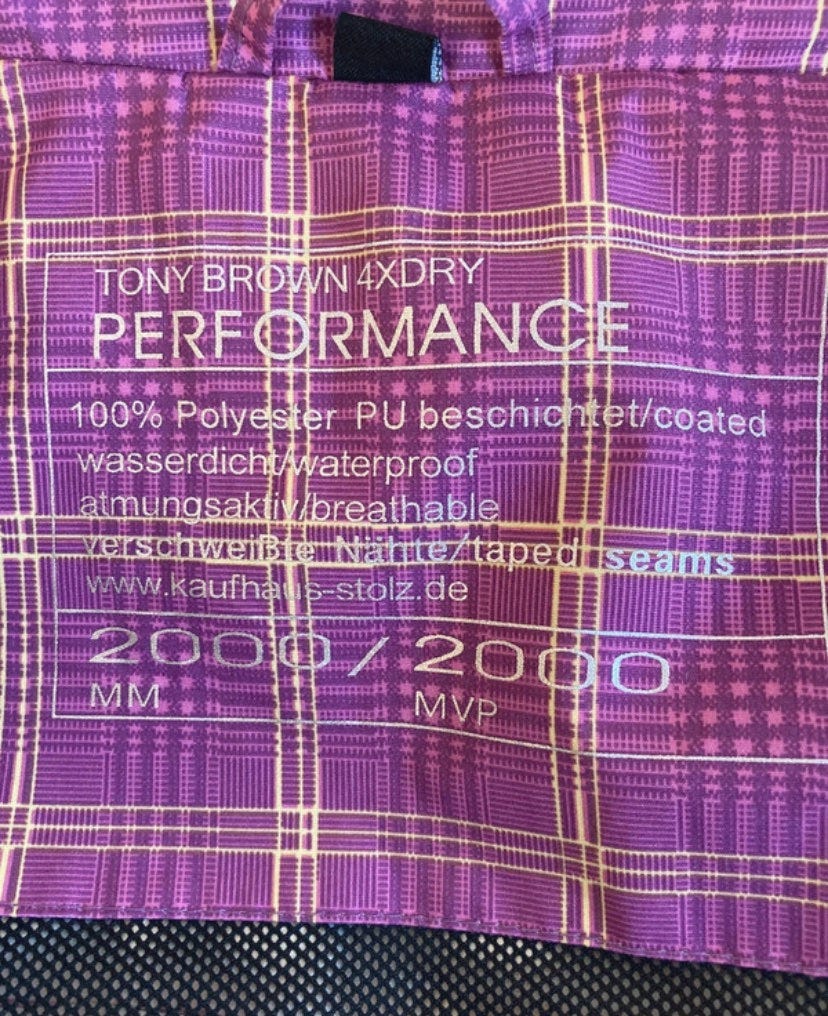 TONY BROWN 4XDRY
PERFORMANCE
100% Polyester PU beschichtet/coated
wasserdicht/waterproof
atmungsaktiv/breathable
verschweißte Nähte/taped seams
www.kaufhaus-stolz.de
2000 / 2000
MM MVP